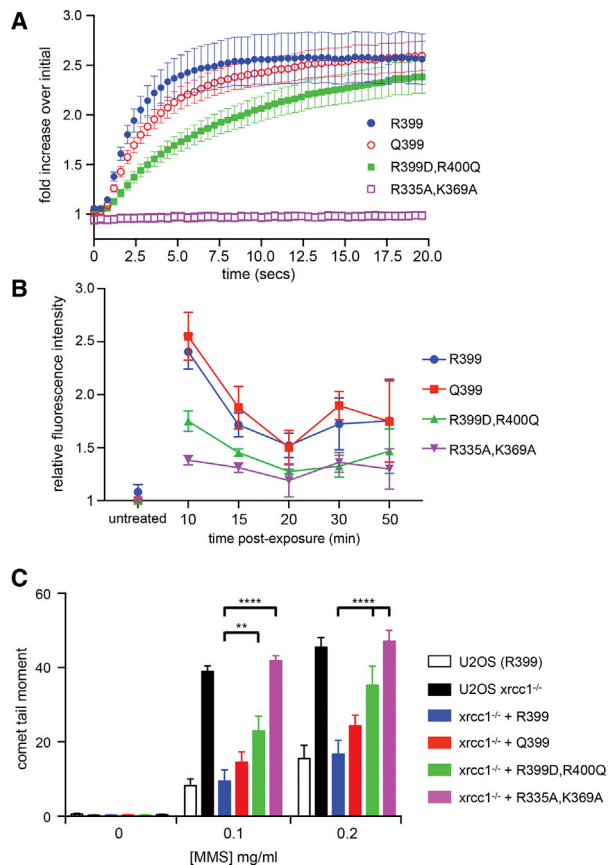 A
fold increase over initial
3.0
2.5
2.0
1.5
1
R399
Q399
R399D,R400Q
R335A,K369A
0 2.5 5.0 7.5 10.0 12.5 15.0 17.5 20.0
time (secs)
B
relative fluorescence intensity
3.0
2.5
2.0
1.5
1
R399
Q399
R399D,R400Q
R335A,K369A
untreated 10 15 20 30 50
time post-exposure (min)
C
comet tail moment
60
40
20
0
****
**
****
U2OS (R399)
U2OS xrcc1⁻/⁻
xrcc1⁻/⁻ + R399
xrcc1⁻/⁻ + Q399
xrcc1⁻/⁻ + R399D,R400Q
xrcc1⁻/⁻ + R335A,K369A
0 0.1 0.2
[MMS] mg/ml